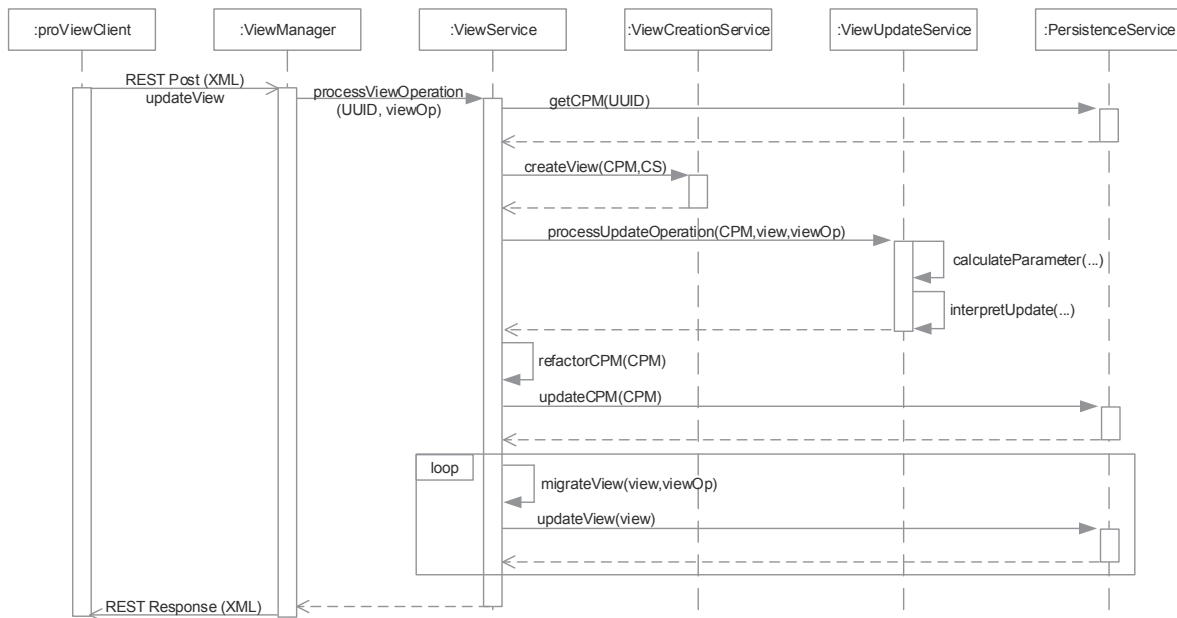 :proViewClient
:ViewManager
:ViewService
:ViewCreationService
:ViewUpdateService
:PersistenceService
REST Post (XML)
updateView
processViewOperation
(UUID, viewOp)
getCPM(UUID)
createView(CPM,CS)
processUpdateOperation(CPM,view,viewOp)
calculateParameter(...)
interpretUpdate(...)
refactorCPM(CPM)
updateCPM(CPM)
loop
migrateView(view,viewOp)
updateView(view)
REST Response (XML)